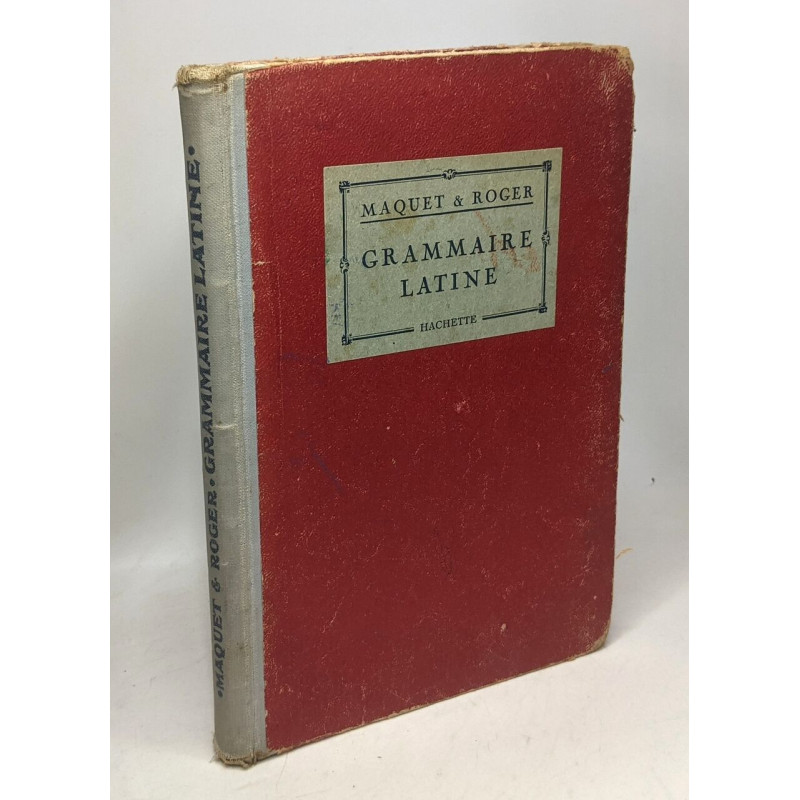 MAQUET & ROGER
GRAMMAIRE
LATINE
HACHETTE
•MAQUET & ROGER•GRAMMAIRE LATINE•